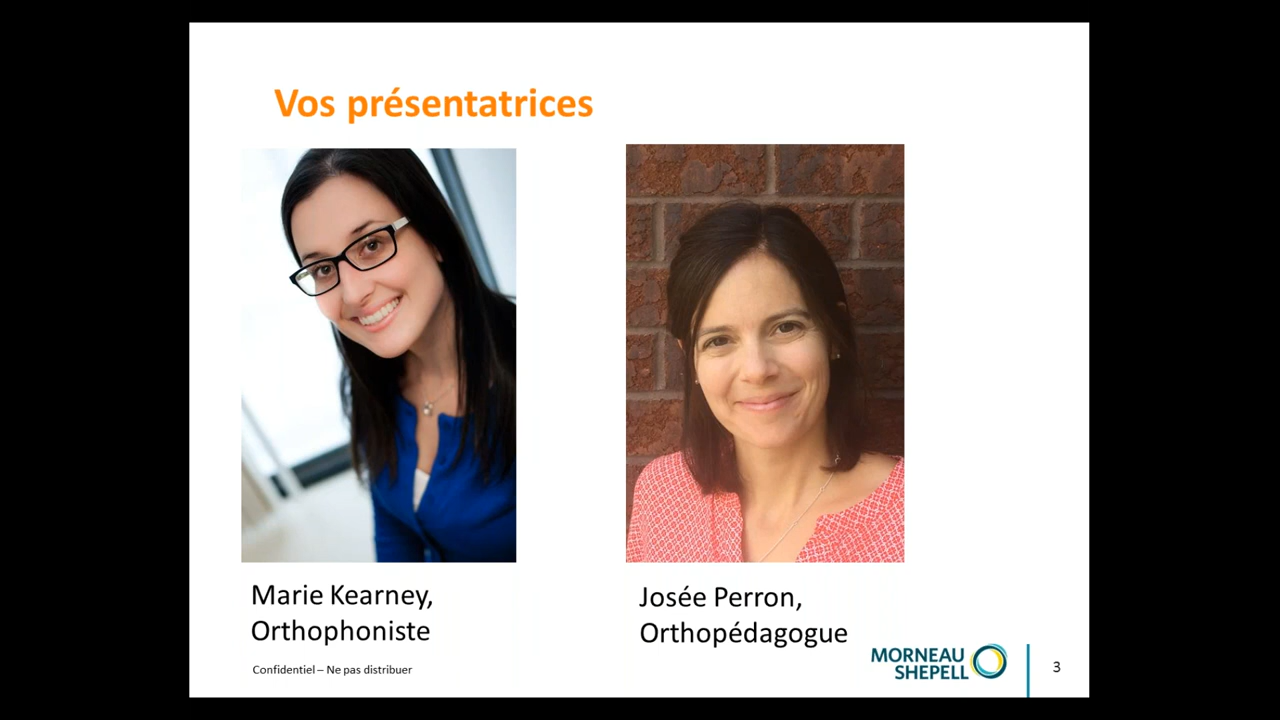 Vos présentatrices
Marie Kearney,
Orthophoniste
Josée Perron,
Orthopédagogue
Confidentiel – Ne pas distribuer
MORNEAU
SHEPELL
3